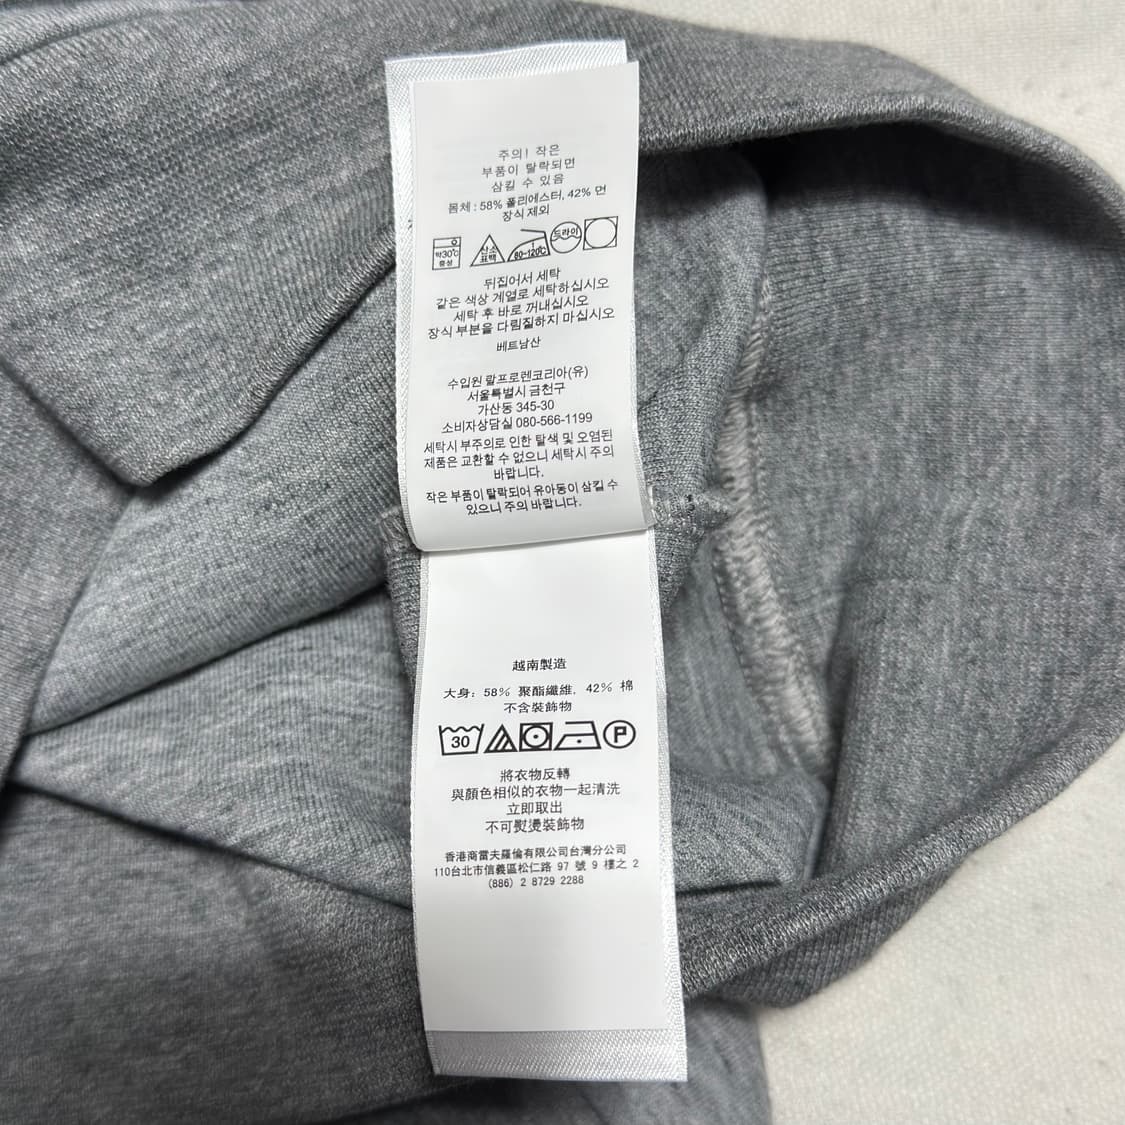 주의! 작은
부품이 탈락되면
삼킬 수 있음
몸체 : 58% 폴리에스터, 42% 면
장식 제외
약30℃
중성
산소
표백
80-120℃
드라이
뒤집어서 세탁
같은 색상 계열로 세탁하십시오
세탁 후 바로 꺼내십시오
장식 부분을 다림질하지 마십시오
베트남산
수입원 랄프로렌코리아(유)
서울특별시 금천구
가산동 345-30
소비자상담실 080-566-1199
세탁시 부주의로 인한 탈색 및 오염된
제품은 교환할 수 없으니 세탁시 주의
바랍니다.
작은 부품이 탈락되어 유아동이 삼킬 수
있으니 주의 바랍니다.
越南製造
大身: 58% 聚酯纖維, 42% 棉
不含裝飾物
30
P
將衣物反轉
與顏色相似的衣物一起清洗
立即取出
不可熨燙裝飾物
香港商雷夫羅倫有限公司台灣分公司
110台北市信義區松仁路 97 號 9 樓之 2
(886) 2 8729 2288